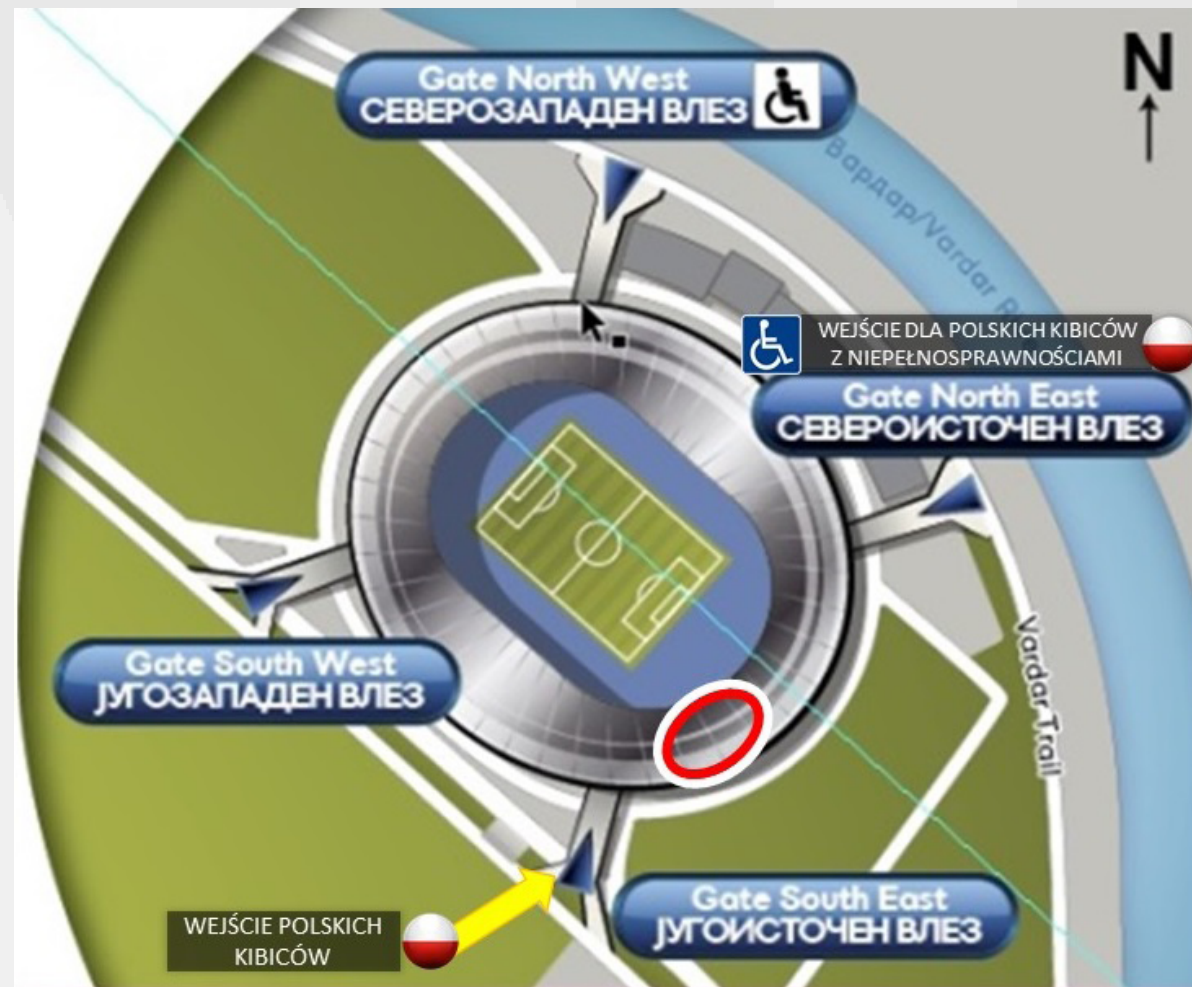 Gate North West
СЕВЕРОЗАПАДЕН ВЛЕЗ
N
Вардар/Vardar
WEJŚCIE DLA POLSKICH KIBICÓW
Z NIEPEŁNOSPRAWNOŚCIAMI
Gate North East
СЕВЕРОИСТОЧЕН ВЛЕЗ
Gate South West
ЈУГОЗАПАДЕН ВЛЕЗ
Vardar Trail
Gate South East
ЈУГОИСТОЧЕН ВЛЕЗ
WEJŚCIE POLSKICH
KIBICÓW